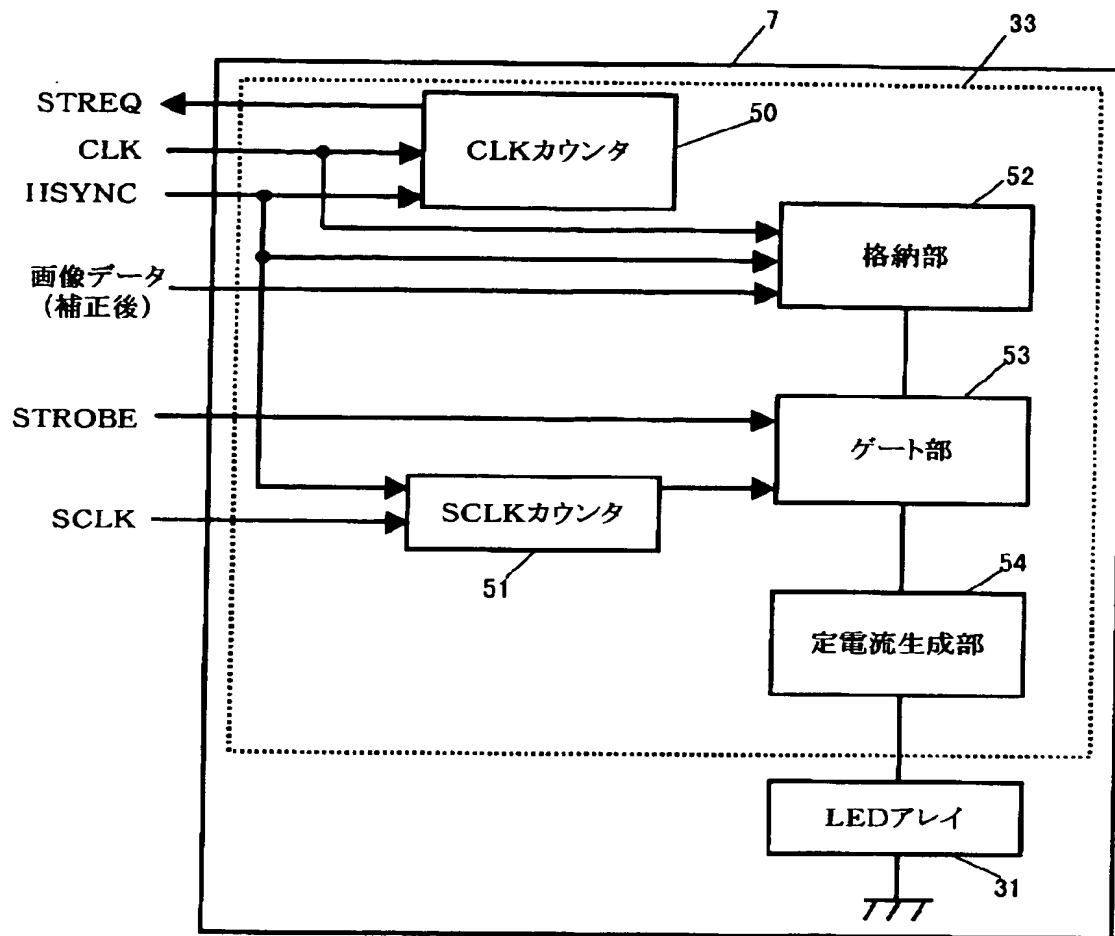 7
33
STREQ
CLK
HSYNC
画像データ
(補正後)
STROBE
SCLK
CLKカウンタ
50
52
格納部
53
ゲート部
SCLKカウンタ
51
54
定電流生成部
LEDアレイ
31